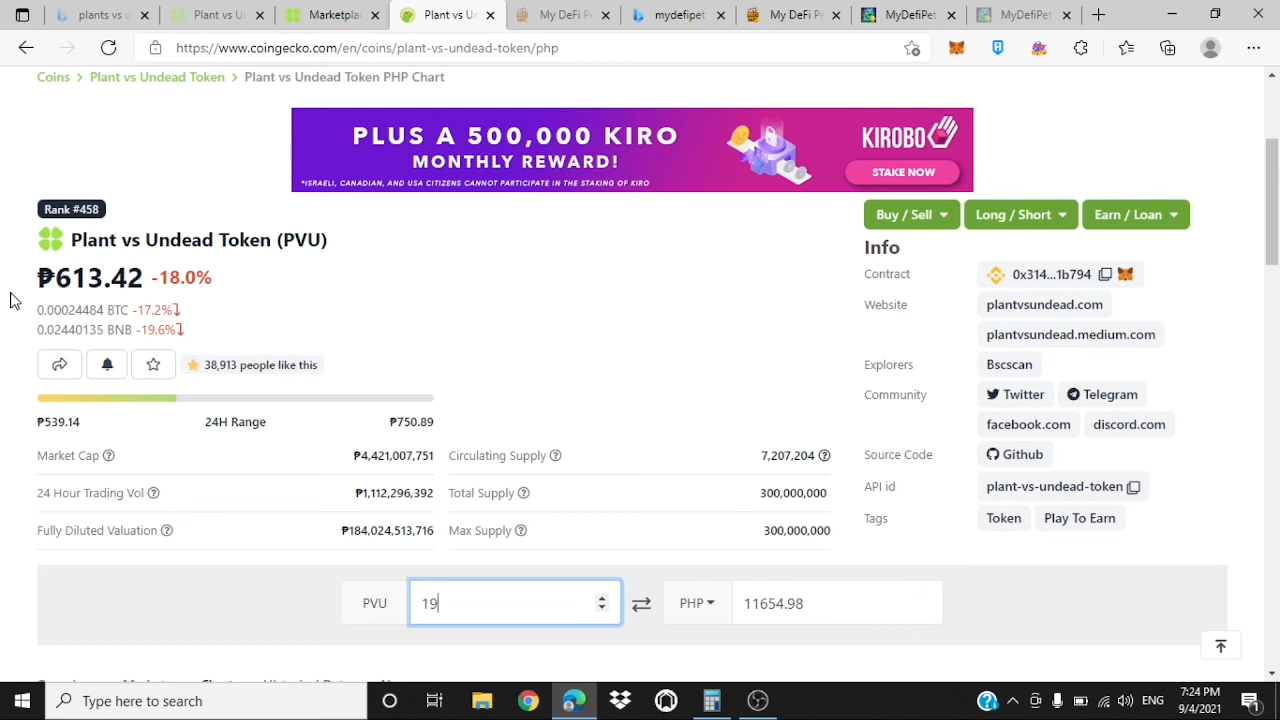 Plant vs u
Plant vs U
Marketpla
Plant vs Ur
My DeFi P
mydefipet
My DeFi Pe
MyDefiPet
MyDefiPet
https://www.coingecko.com/en/coins/plant-vs-undead-token/php
Coins > Plant vs Undead Token > Plant vs Undead Token PHP Chart
PLUS A 500,000 KIRO
MONTHLY REWARD!
*ISRAELI, CANADIAN, AND USA CITIZENS CANNOT PARTICIPATE IN THE STAKING OF KIRO
KIROBO
STAKE NOW
Rank #458
Plant vs Undead Token (PVU)
₱613.42 -18.0%
0.00024484 BTC -17.2%
0.02440135 BNB -19.6%
38,913 people like this
₱539.14 24H Range ₱750.89
Market Cap ₱4,421,007,751
24 Hour Trading Vol ₱1,112,296,392
Fully Diluted Valuation ₱184,024,513,716
Circulating Supply 7,207,204
Total Supply 300,000,000
Max Supply 300,000,000
Buy / Sell Long / Short Earn / Loan
Info
Contract 0x314...1b794
Website plantvsundead.com
plantvsundead.medium.com
Explorers Bscscan
Community Twitter Telegram
facebook.com discord.com
Source Code Github
API id plant-vs-undead-token
Tags Token Play To Earn
PVU 19 PHP 11654.98
Type here to search
ENG
7:24 PM
9/4/2021
1